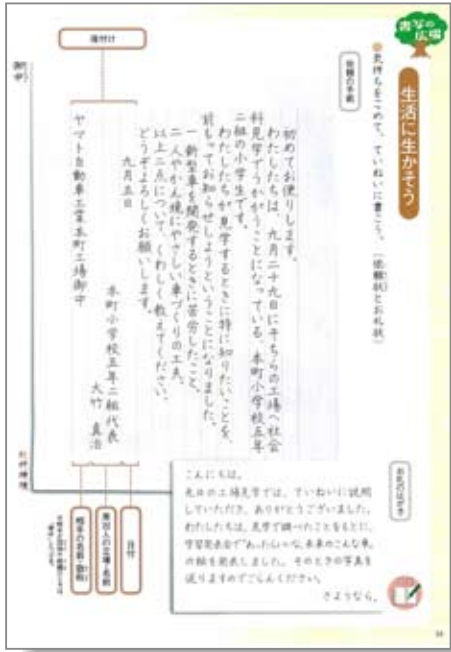 書写の広場
生活に生かそう
気持ちをこめて、ていねいに書こう。(依頼状とお礼状)
依頼の手紙
初めてお便りします。
わたしたちは、九月二十九日にそちらの工場へ社会
科見学でうかがうことになっている、本町小学校五年
二組の小学生です。
わたしたちが見学するときに特に知りたいことを、
前もってお知らせしようということになりました。
一 新型車を開発するときに苦労したこと。
二 人やかん境にやさしい車づくりの工夫。
以上二点について、くわしく教えてください。
どうぞよろしくお願いします。
九月五日
本町小学校五年二組代表
大竹 真治
ヤマト自動車工業本町工場御中
後付け
御中
日付
差出人の立場・名前
相手の名前・敬称
お礼のはがき
こんにちは。
先日の工場見学では、ていねいに説明
していただき、ありがとうございました。
わたしたちは、見学で調べたことをもとに、
学習発表会で「あったらいいな、未来のこんな車」
の絵を発表しました。そのときの写真を
送りますのでごらんください。
さようなら。